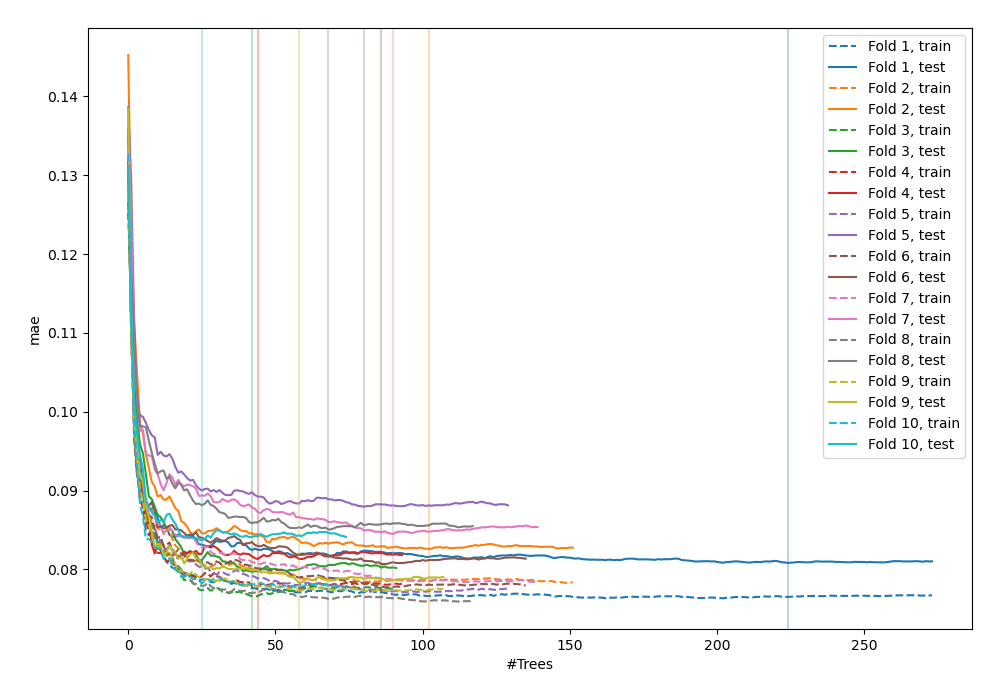 0.14
0.13
0.12
0.11
0.10
0.09
0.08
mae
0
50
100
150
200
250
#Trees
Fold 1, train
Fold 1, test
Fold 2, train
Fold 2, test
Fold 3, train
Fold 3, test
Fold 4, train
Fold 4, test
Fold 5, train
Fold 5, test
Fold 6, train
Fold 6, test
Fold 7, train
Fold 7, test
Fold 8, train
Fold 8, test
Fold 9, train
Fold 9, test
Fold 10, train
Fold 10, test